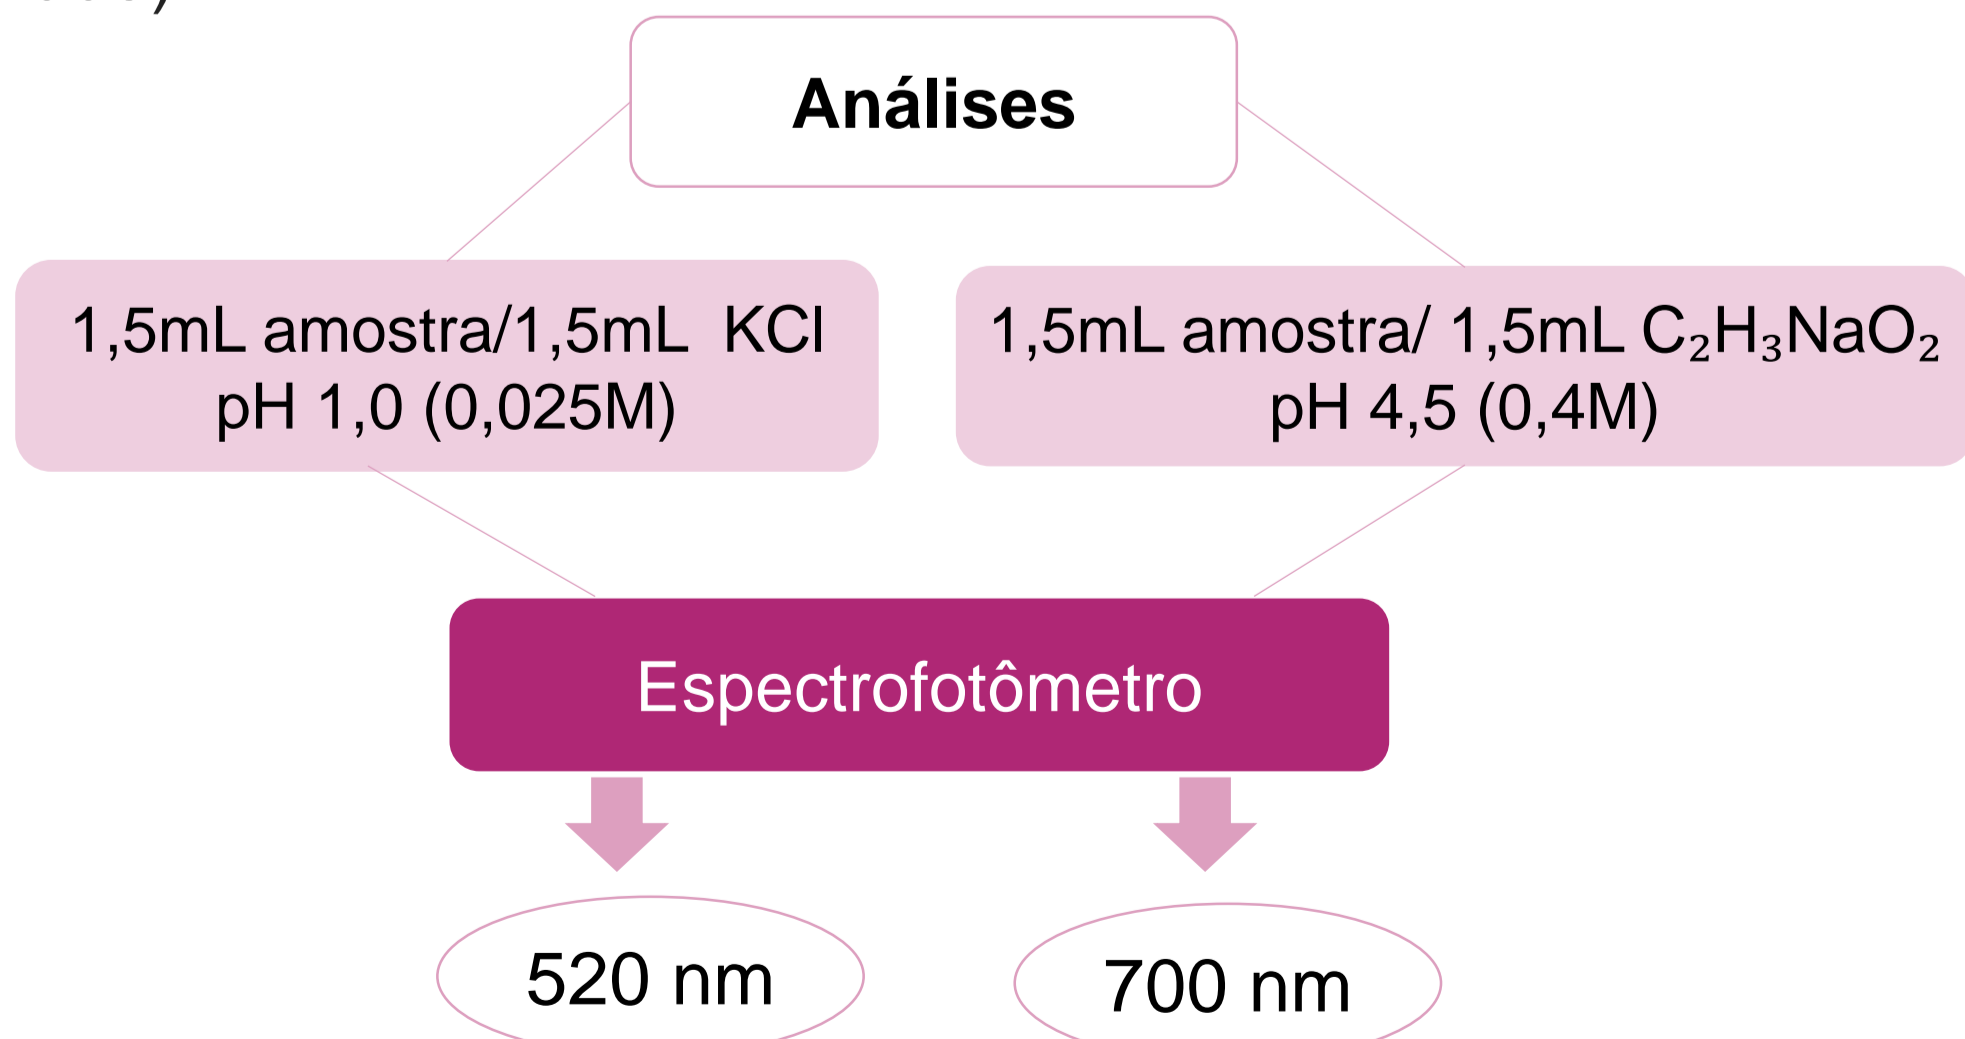 Análises
1,5mL amostra/1,5mL KCl
pH 1,0 (0,025M)
1,5mL amostra/ 1,5mL C₂H₃NaO₂
pH 4,5 (0,4M)
Espectrofotômetro
520 nm
700 nm